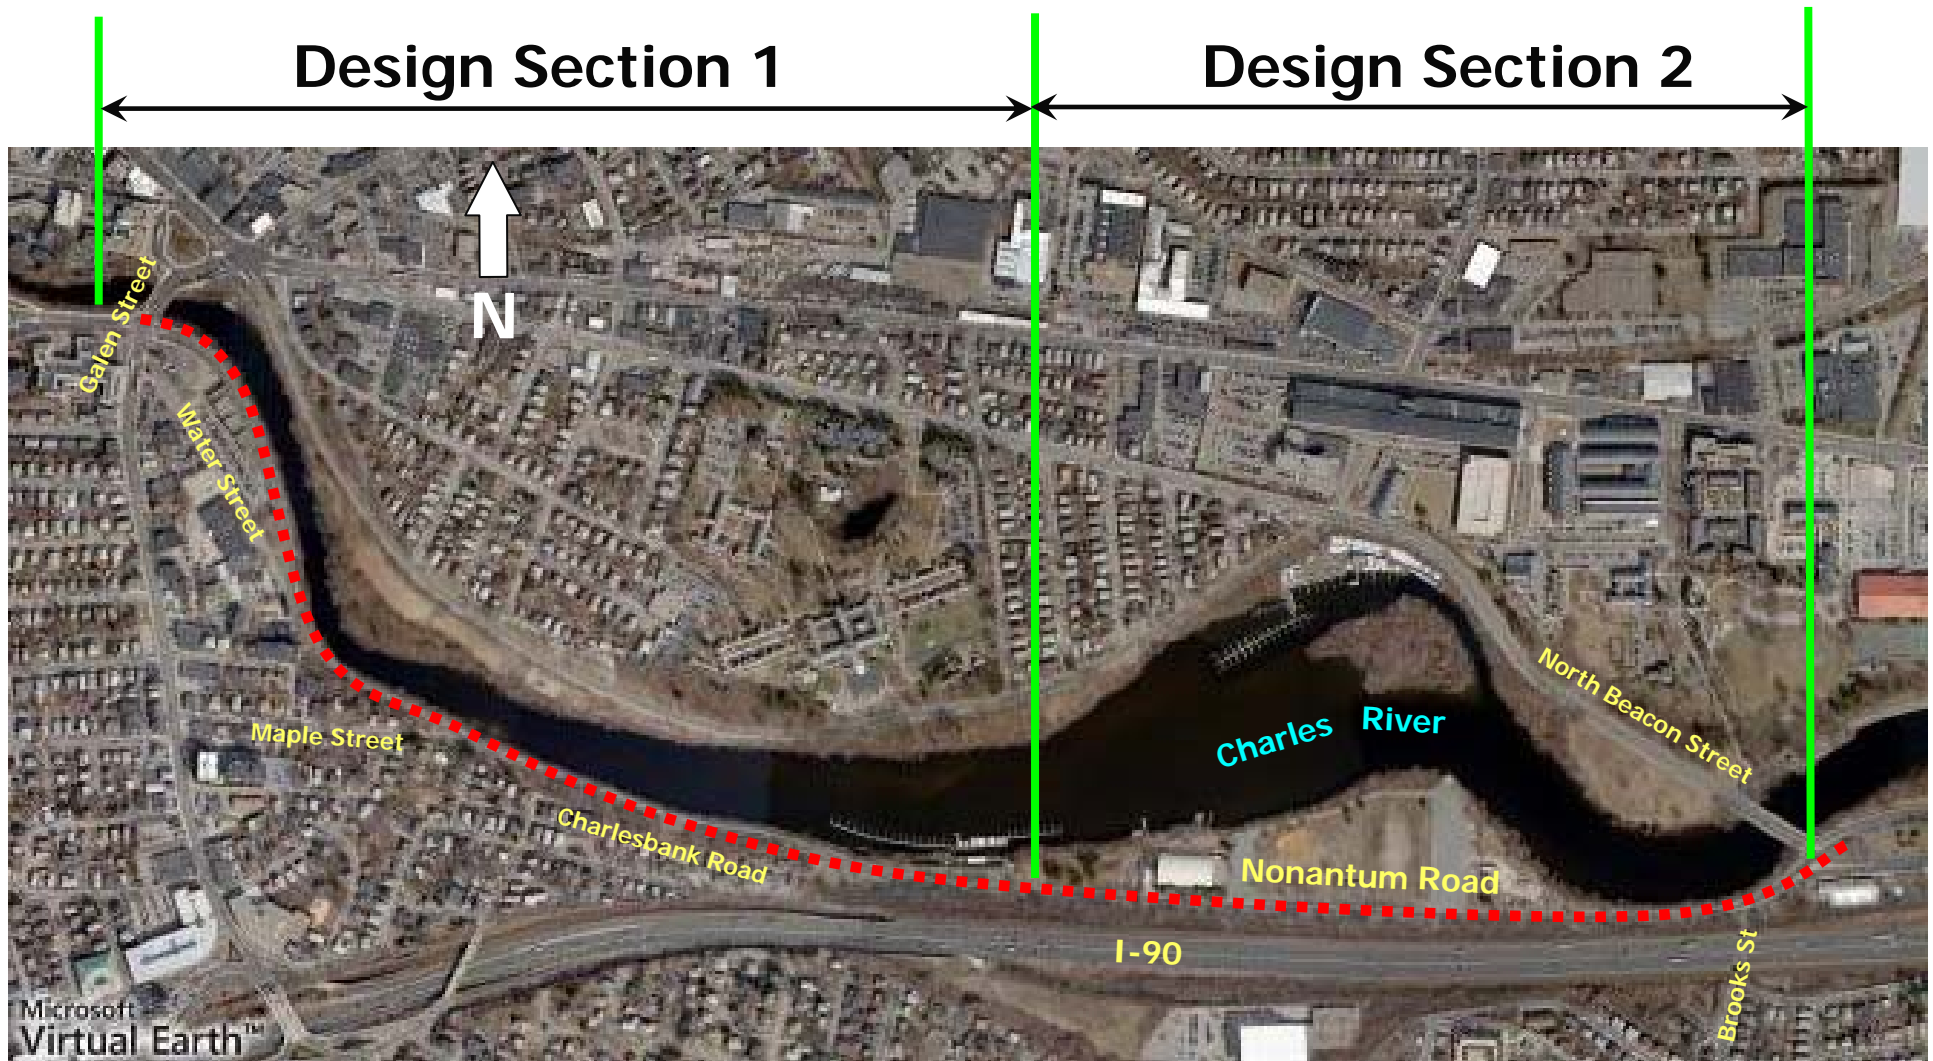 Design Section 1
Design Section 2
N
Galen Street
Water Street
Maple Street
Charlesbank Road
Charles River
North Beacon Street
Nonantum Road
I-90
Brooks St
Microsoft
Virtual Earth™